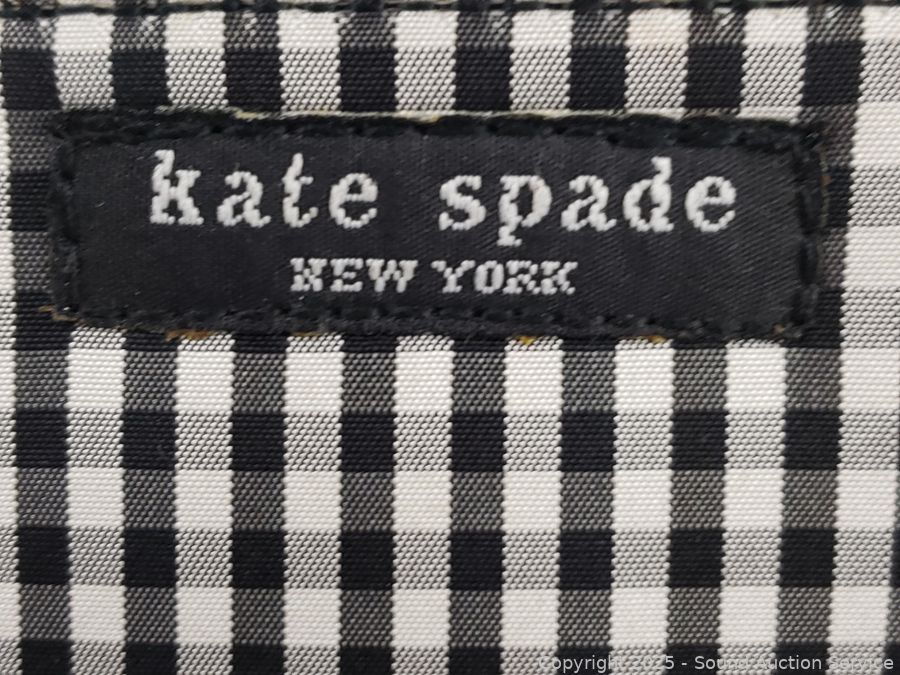 kate spade
NEW YORK
Copyright 2025 - Sound Auction Service